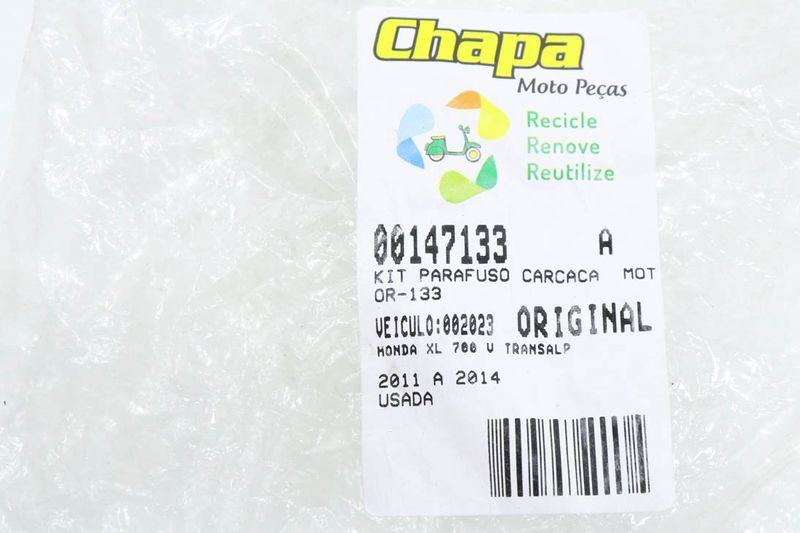 Chapa
Moto Peças
Recicle
Renove
Reutilize
00147133 A
KIT PARAFUSO CARCACA MOT
OR-133
VEICULO:002023 ORIGINAL
HONDA XL 700 V TRANSALP
2011 A 2014
USADA